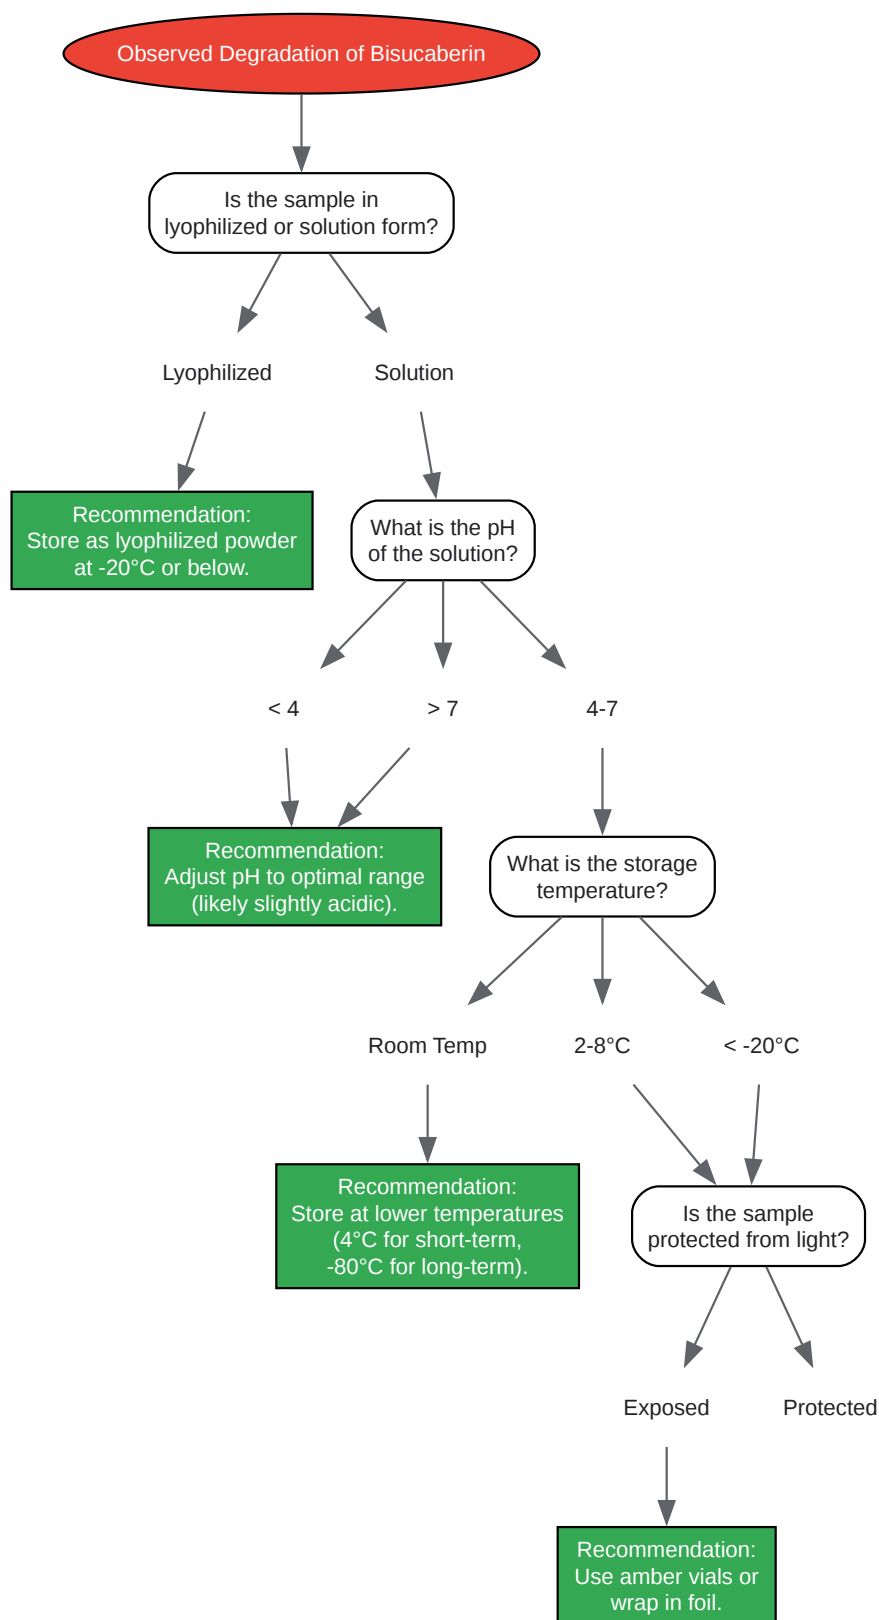 Observed Degradation of Bisucaberin
Is the sample in
lyophilized or solution form?
Lyophilized
Solution
Recommendation:
Store as lyophilized powder
at -20°C or below.
What is the pH
of the solution?
< 4
> 7
4-7
Recommendation:
Adjust pH to optimal range
(likely slightly acidic).
What is the storage
temperature?
Room Temp
2-8°C
< -20°C
Recommendation:
Store at lower temperatures
(4°C for short-term,
-80°C for long-term).
Is the sample
protected from light?
Exposed
Protected
Recommendation:
Use amber vials or
wrap in foil.